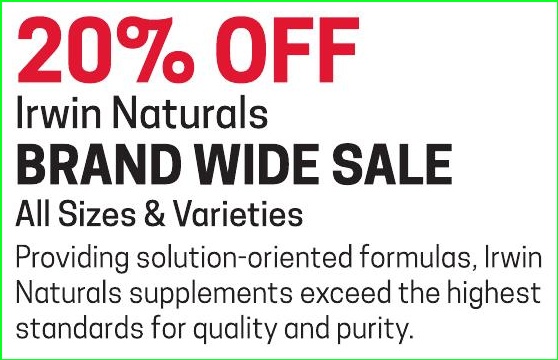 20% OFF
Irwin Naturals
BRAND WIDE SALE
All Sizes & Varieties
Providing solution-oriented formulas, Irwin
Naturals supplements exceed the highest
standards for quality and purity.